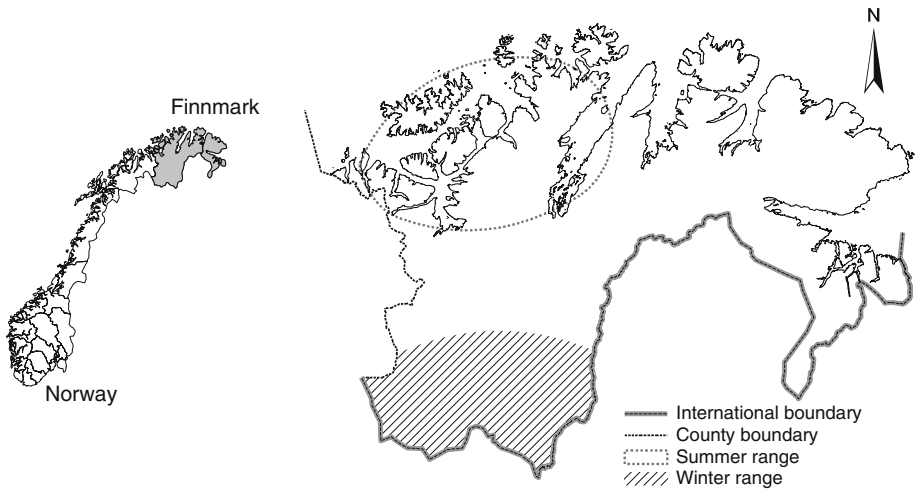 N
Finnmark
Norway
International boundary
County boundary
Summer range
Winter range